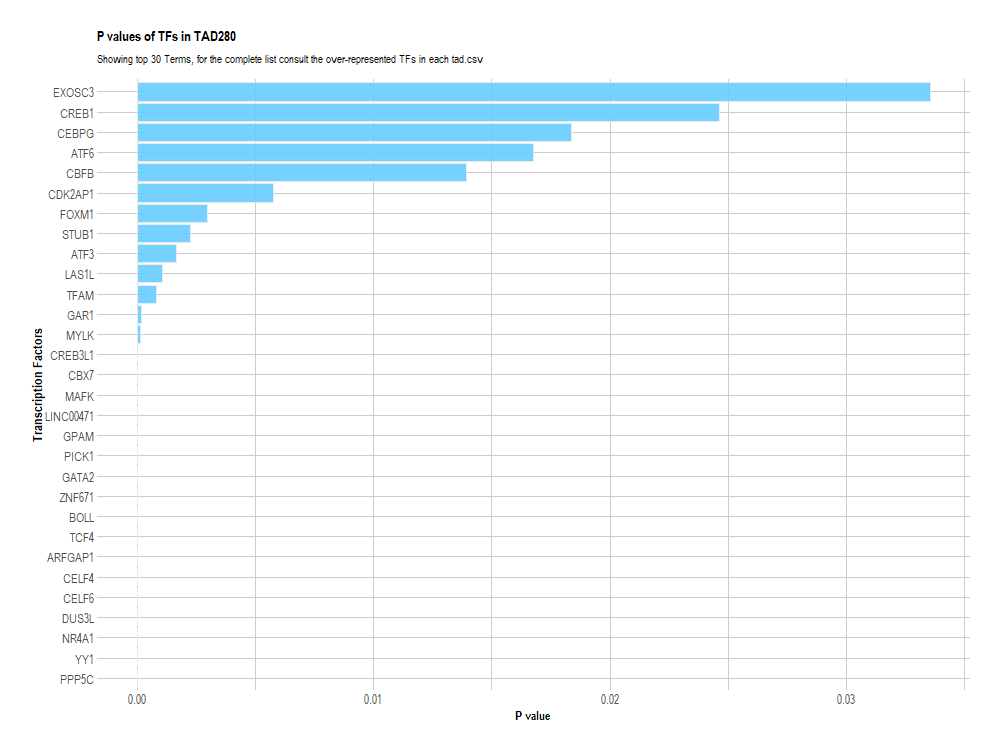 P values of TFs in TAD280
Showing top 30 Terms, for the complete list consult the over-represented TFs in each tad.csv
EXOSC3
CREB1
CEBPG
ATF6
CBFB
CDK2AP1
FOXM1
STUB1
ATF3
LAS1L
TFAM
GAR1
MYLK
CREB3L1
CBX7
MAFK
LINC00471
GPAM
PICK1
GATA2
ZNF671
BOLL
TCF4
ARFGAP1
CELF4
CELF6
DUS3L
NR4A1
YY1
PPP5C
Transcription Factors
0.00 0.01 0.02 0.03
P value